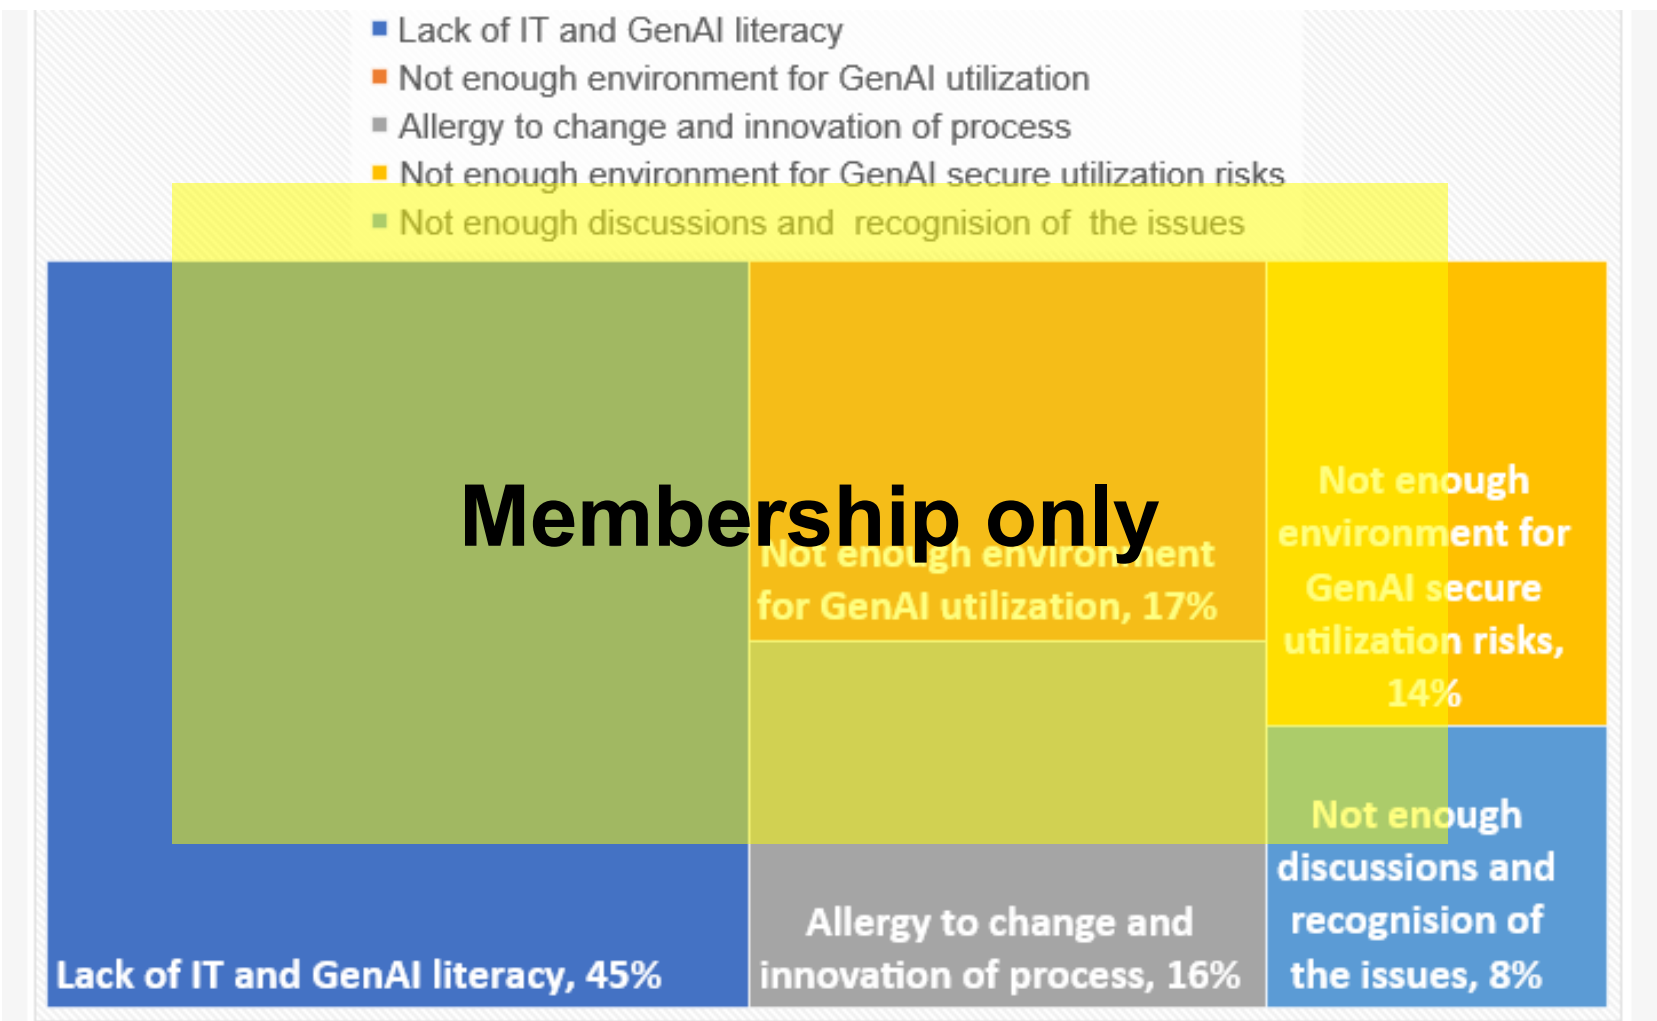 Lack of IT and GenAI literacy
Not enough environment for GenAI utilization
Allergy to change and innovation of process
Not enough environment for GenAI secure utilization risks
Not enough discussions and recognision of the issues
Membership only
Not enough environment
for GenAI utilization, 17%
Not enough
environment for
GenAI secure
utilization risks,
14%
Lack of IT and GenAI literacy, 45%
Allergy to change and
innovation of process, 16%
Not enough
discussions and
recognision of
the issues, 8%